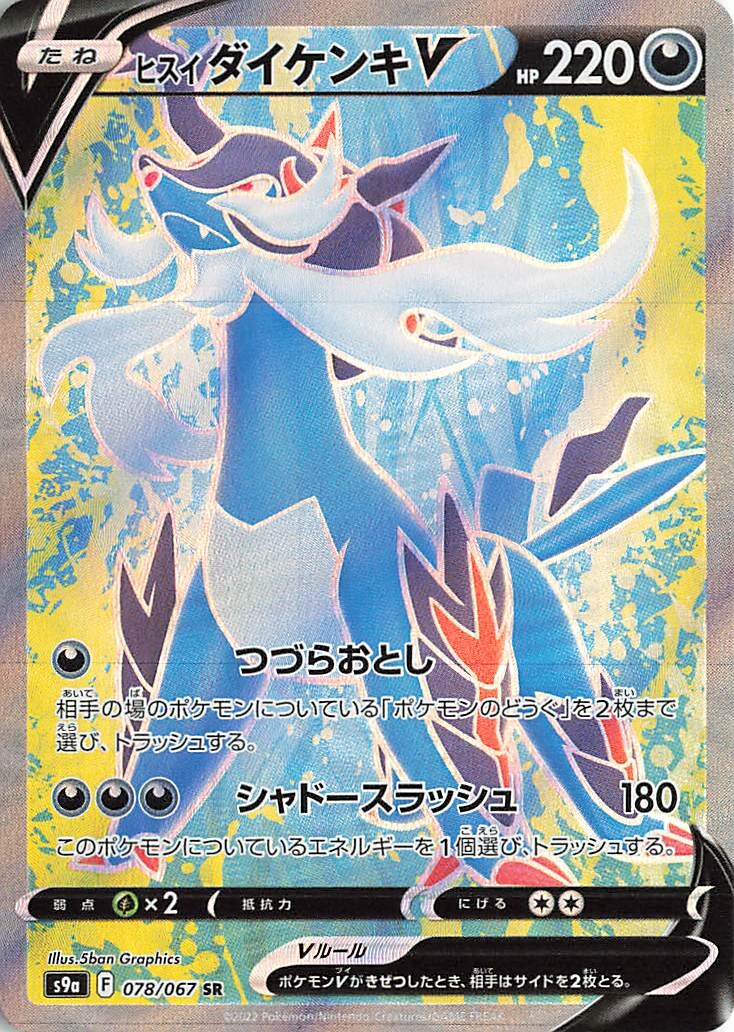 たね
ヒスイ ダイケンキV HP 220
つづらおとし
相手の場のポケモンについている「ポケモンのどうぐ」を2枚まで
選び、トラッシュする。
シャドースラッシュ 180
このポケモンについているエネルギーを1個選び、トラッシュする。
弱点 ×2 抵抗力 にげる
Illus.5ban Graphics
Vルール
ポケモンVがきぜつしたとき、相手はサイドを2枚とる。
s9a F 078/067 SR
©2022 Pokémon/Nintendo/Creatures/GAME FREAK